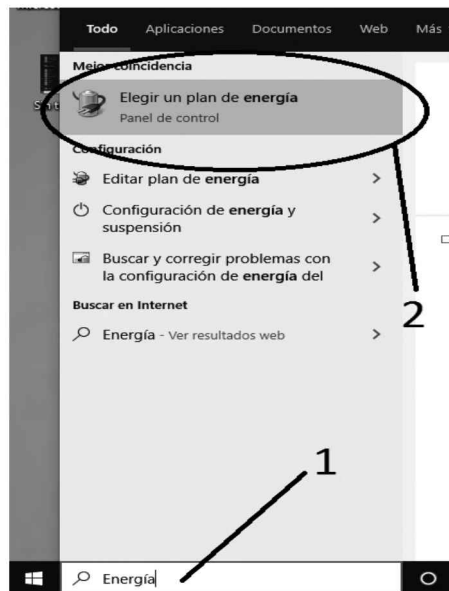 Todo Aplicaciones Documentos Web Más
Mejor coincidencia
Elegir un plan de energía
Panel de control
Configuración
Editar plan de energía
Configuración de energía y
suspensión
Buscar y corregir problemas con
la configuración de energía del
2
Buscar en Internet
Energía - Ver resultados web
1
Energía